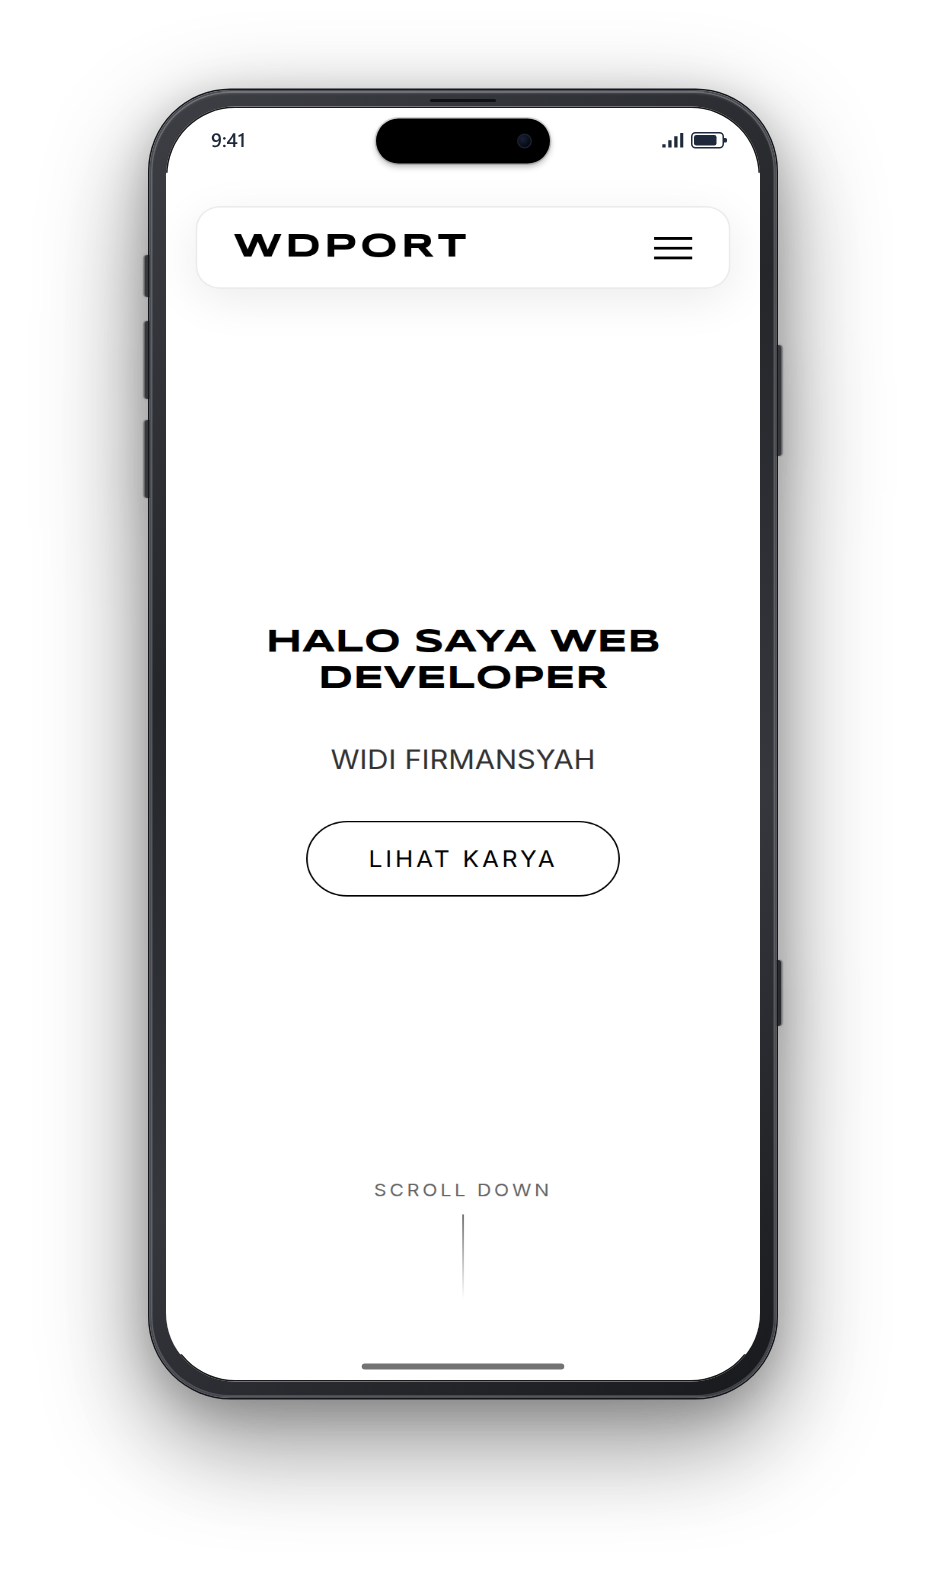 9:41
WDPORT
HALO SAYA WEB
DEVELOPER
WIDI FIRMANSYAH
LIHAT KARYA
SCROLL DOWN